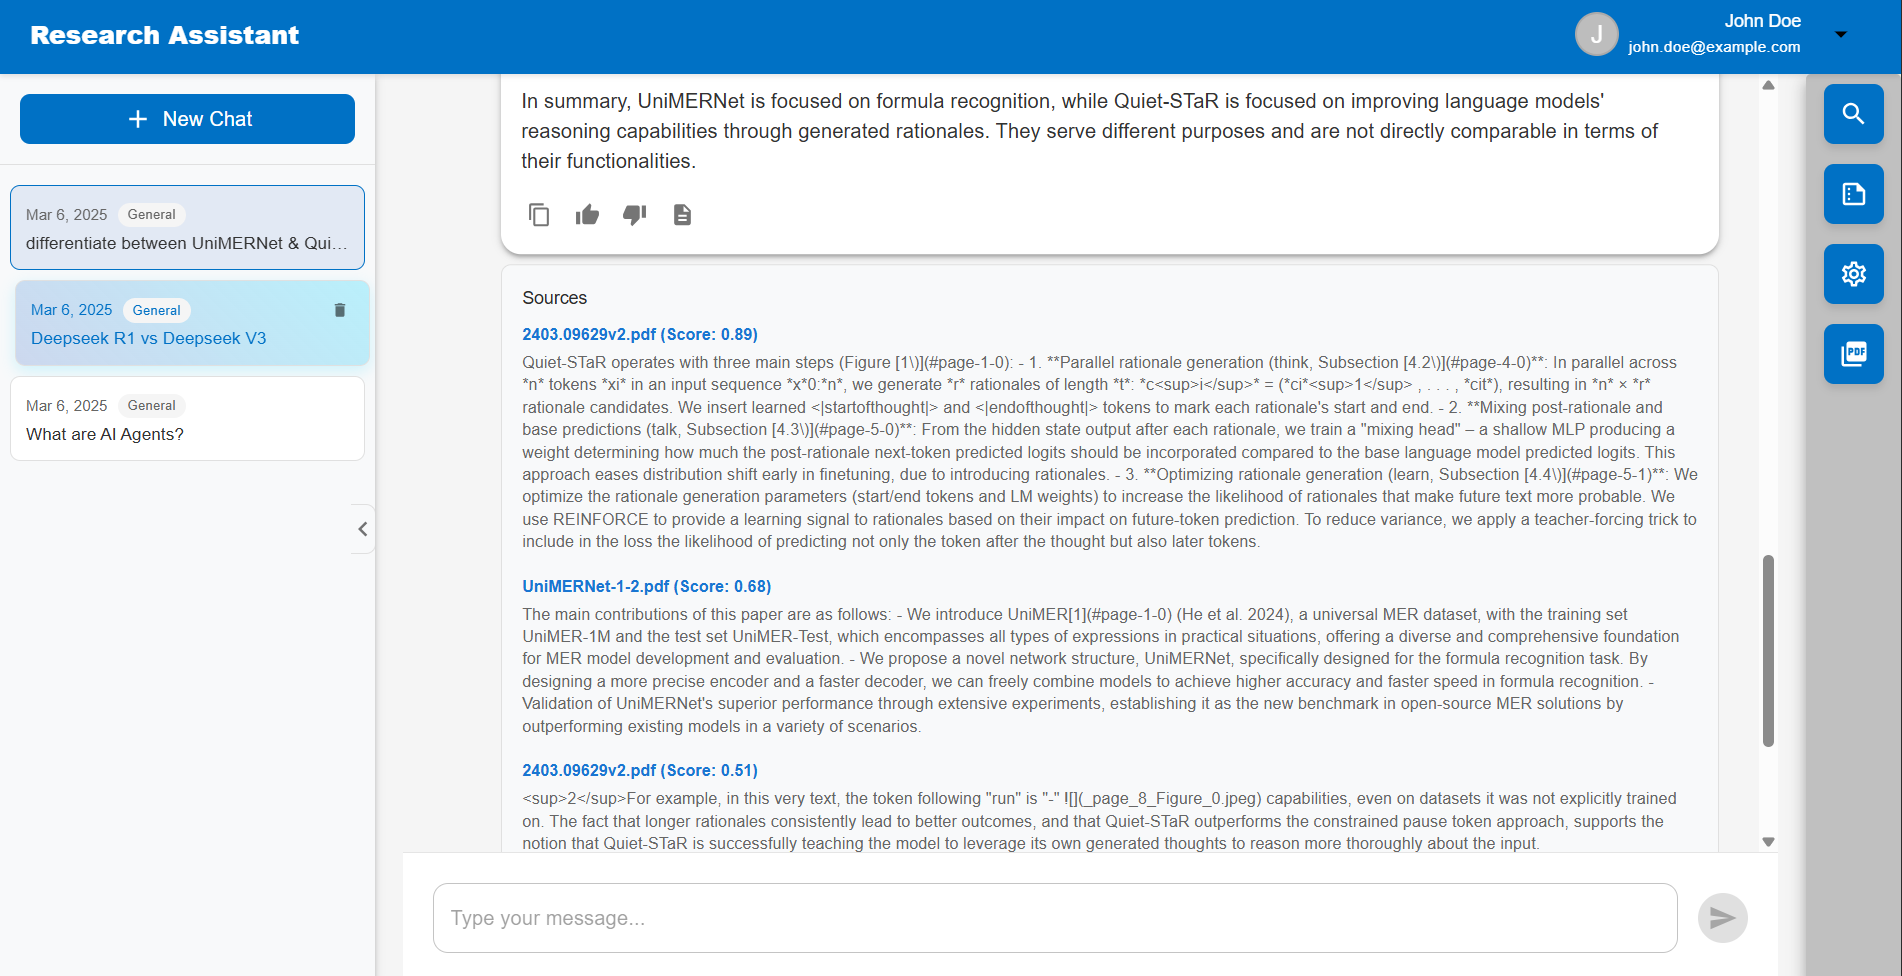 Research Assistant
J
John Doe
john.doe@example.com
New Chat
Mar 6, 2025 General
differentiate between UniMERNet & Qui...
Mar 6, 2025 General
Deepseek R1 vs Deepseek V3
Mar 6, 2025 General
What are AI Agents?
In summary, UniMERNet is focused on formula recognition, while Quiet-STaR is focused on improving language models'
reasoning capabilities through generated rationales. They serve different purposes and are not directly comparable in terms of
their functionalities.
Sources
2403.09629v2.pdf (Score: 0.89)
Quiet-STaR operates with three main steps (Figure [1\)](#page-1-0): - 1. **Parallel rationale generation (think, Subsection [4.2\)](#page-4-0)**: In parallel across
*n* tokens *xi* in an input sequence *x*0:*n*, we generate *r* rationales of length *t*: *c<sup>i</sup>* = (*ci*<sup>1</sup> , . . . , *cit*), resulting in *n* × *r*
rationale candidates. We insert learned <|startofthought|> and <|endofthought|> tokens to mark each rationale's start and end. - 2. **Mixing post-rationale and
base predictions (talk, Subsection [4.3\)](#page-5-0)**: From the hidden state output after each rationale, we train a "mixing head" – a shallow MLP producing a
weight determining how much the post-rationale next-token predicted logits should be incorporated compared to the base language model predicted logits. This
approach eases distribution shift early in finetuning, due to introducing rationales. - 3. **Optimizing rationale generation (learn, Subsection [4.4\)](#page-5-1)**: We
optimize the rationale generation parameters (start/end tokens and LM weights) to increase the likelihood of rationales that make future text more probable. We
use REINFORCE to provide a learning signal to rationales based on their impact on future-token prediction. To reduce variance, we apply a teacher-forcing trick to
include in the loss the likelihood of predicting not only the token after the thought but also later tokens.
UniMERNet-1-2.pdf (Score: 0.68)
The main contributions of this paper are as follows: - We introduce UniMER[1](#page-1-0) (He et al. 2024), a universal MER dataset, with the training set
UniMER-1M and the test set UniMER-Test, which encompasses all types of expressions in practical situations, offering a diverse and comprehensive foundation
for MER model development and evaluation. - We propose a novel network structure, UniMERNet, specifically designed for the formula recognition task. By
designing a more precise encoder and a faster decoder, we can freely combine models to achieve higher accuracy and faster speed in formula recognition. -
Validation of UniMERNet's superior performance through extensive experiments, establishing it as the new benchmark in open-source MER solutions by
outperforming existing models in a variety of scenarios.
2403.09629v2.pdf (Score: 0.51)
<sup>2</sup>For example, in this very text, the token following "run" is "-" ![](_page_8_Figure_0.jpeg) capabilities, even on datasets it was not explicitly trained
on. The fact that longer rationales consistently lead to better outcomes, and that Quiet-STaR outperforms the constrained pause token approach, supports the
notion that Quiet-STaR is successfully teaching the model to leverage its own generated thoughts to reason more thoroughly about the input.
Type your message...
PDF